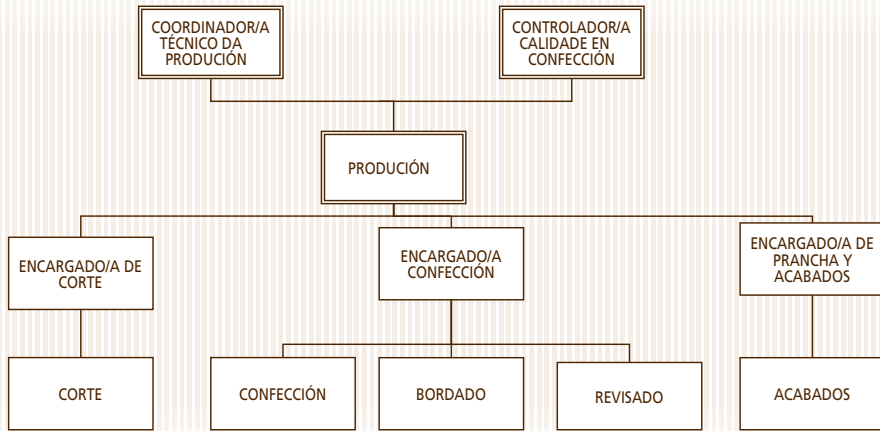 COORDINADOR/A
TÉCNICO DA
PRODUCIÓN
CONTROLADOR/A
CALIDADE EN
CONFECCIÓN
PRODUCIÓN
ENCARGADO/A DE
CORTE
ENCARGADO/A
CONFECCIÓN
ENCARGADO/A DE
PRANCHA Y
ACABADOS
CORTE
CONFECCIÓN
BORDADO
REVISADO
ACABADOS